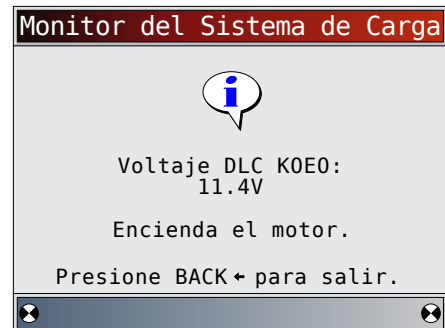 Monitor del Sistema de Carga
Voltaje DLC KOEO:
11.4V
Encienda el motor.
Presione BACK ← para salir.